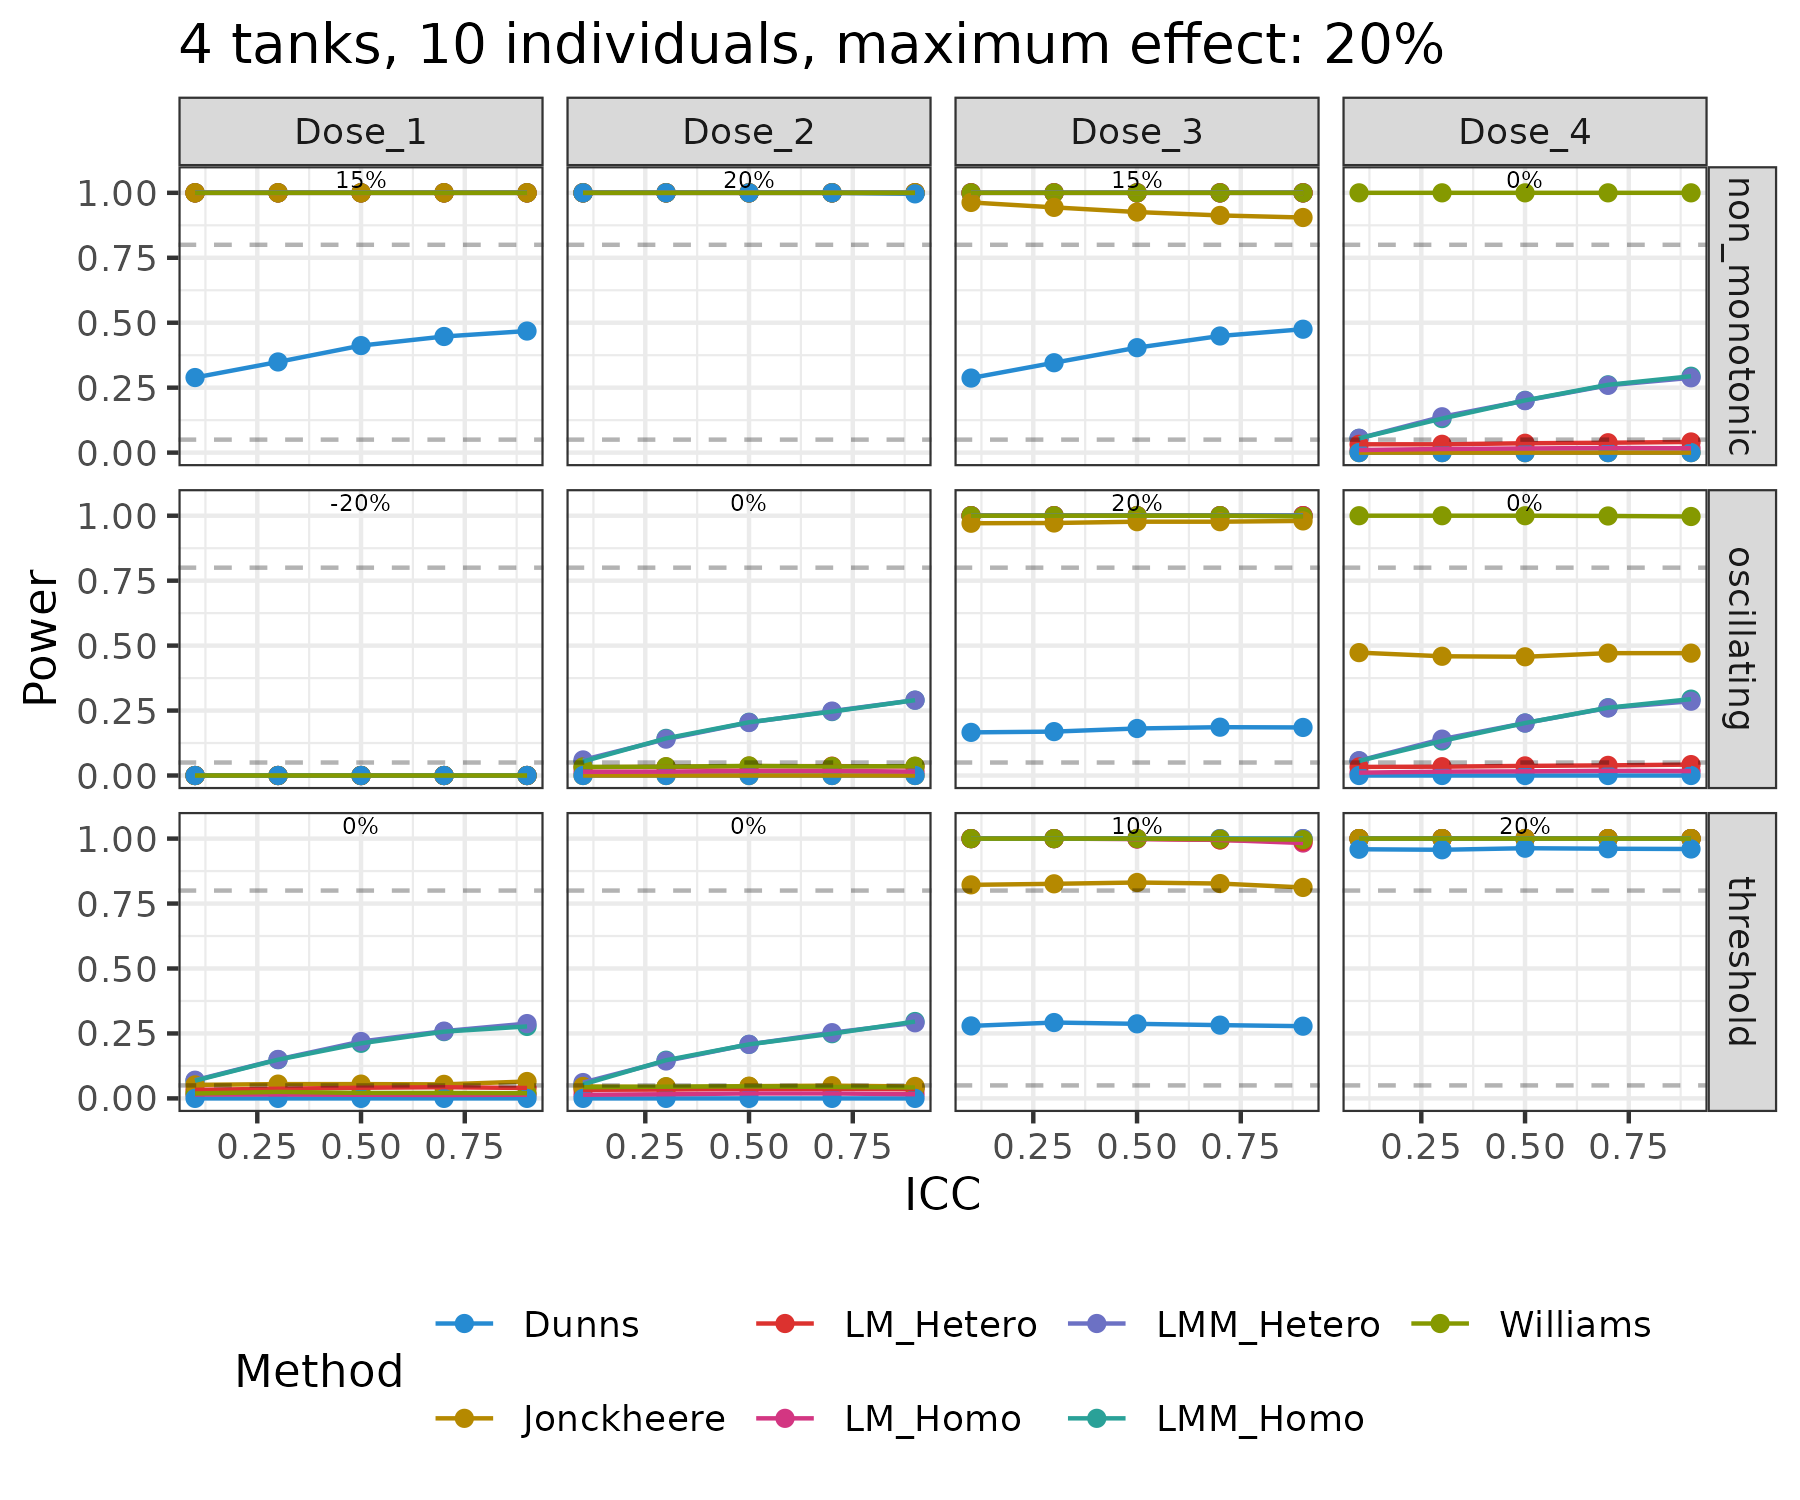 4 tanks, 10 individuals, maximum effect: 20%
Dose_1 Dose_2 Dose_3 Dose_4
15% 20% 15% 0%
1.00
0.75
0.50
0.25
0.00
non_monotonic
-20% 0% 20% 0%
1.00
0.75
0.50
0.25
0.00
oscillating
Power
0% 0% 10% 20%
1.00
0.75
0.50
0.25
0.00
threshold
0.25 0.50 0.75 0.25 0.50 0.75 0.25 0.50 0.75 0.25 0.50 0.75
ICC
Method
Dunns LM_Hetero LMM_Hetero Williams
Jonckheere LM_Homo LMM_Homo